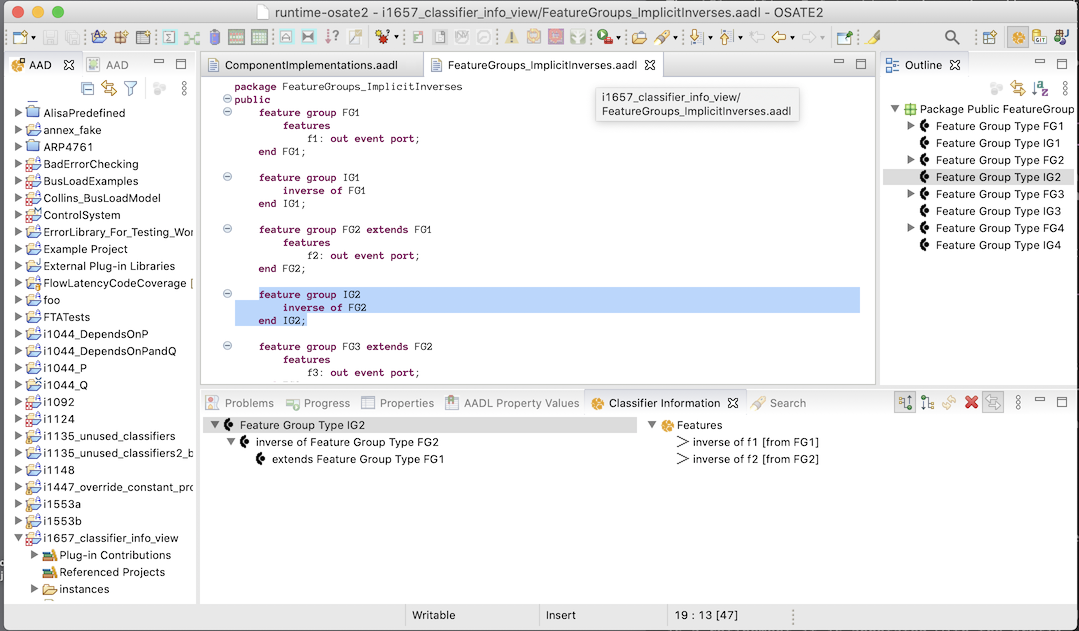 runtime-osate2 - i1657_classifier_info_view/FeatureGroups_ImplicitInverses.aadl - OSATE2
AAD
AAD
AlisaPredefined
annex_fake
ARP4761
BadErrorChecking
BusLoadExamples
Collins_BusLoadModel
ControlSystem
ErrorLibrary_For_Testing_Wor
Example Project
External Plug-in Libraries
FlowLatencyCodeCoverage [
foo
FTATests
i1044_DependsOnP
i1044_DependsOnPandQ
i1044_P
i1044_Q
i1092
i1124
i1135_unused_classifiers
i1135_unused_classifiers2_b
i1148
i1447_override_constant_pro
i1553a
i1553b
i1657_classifier_info_view
Plug-in Contributions
Referenced Projects
instances
ComponentImplementations.aadl
FeatureGroups_ImplicitInverses.aadl
package FeatureGroups_ImplicitInverses
public
feature group FG1
features
f1: out event port;
end FG1;
feature group IG1
inverse of FG1
end IG1;
feature group FG2 extends FG1
features
f2: out event port;
end FG2;
feature group IG2
inverse of FG2
end IG2;
feature group FG3 extends FG2
features
f3: out event port;
i1657_classifier_info_view/
FeatureGroups_ImplicitInverses.aadl
Outline
Package Public FeatureGroup
Feature Group Type FG1
Feature Group Type IG1
Feature Group Type FG2
Feature Group Type IG2
Feature Group Type FG3
Feature Group Type IG3
Feature Group Type FG4
Feature Group Type IG4
Problems
Progress
Properties
AADL Property Values
Classifier Information
Search
Feature Group Type IG2
inverse of Feature Group Type FG2
extends Feature Group Type FG1
Features
inverse of f1 [from FG1]
inverse of f2 [from FG2]
Writable
Insert
19 : 13 [47]